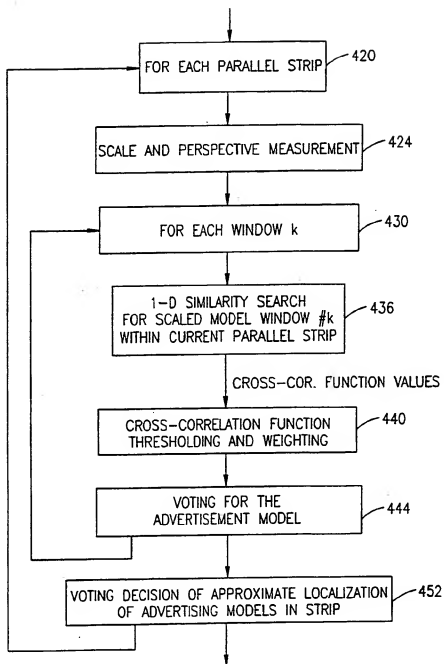 FOR EACH PARALLEL STRIP
420
SCALE AND PERSPECTIVE MEASUREMENT
424
FOR EACH WINDOW k
430
1-D SIMILARITY SEARCH
FOR SCALED MODEL WINDOW #k
WITHIN CURRENT PARALLEL STRIP
436
CROSS-COR. FUNCTION VALUES
CROSS-CORRELATION FUNCTION
THRESHOLDING AND WEIGHTING
440
VOTING FOR THE
ADVERTISEMENT MODEL
444
VOTING DECISION OF APPROXIMATE LOCALIZATION
OF ADVERTISING MODELS IN STRIP
452